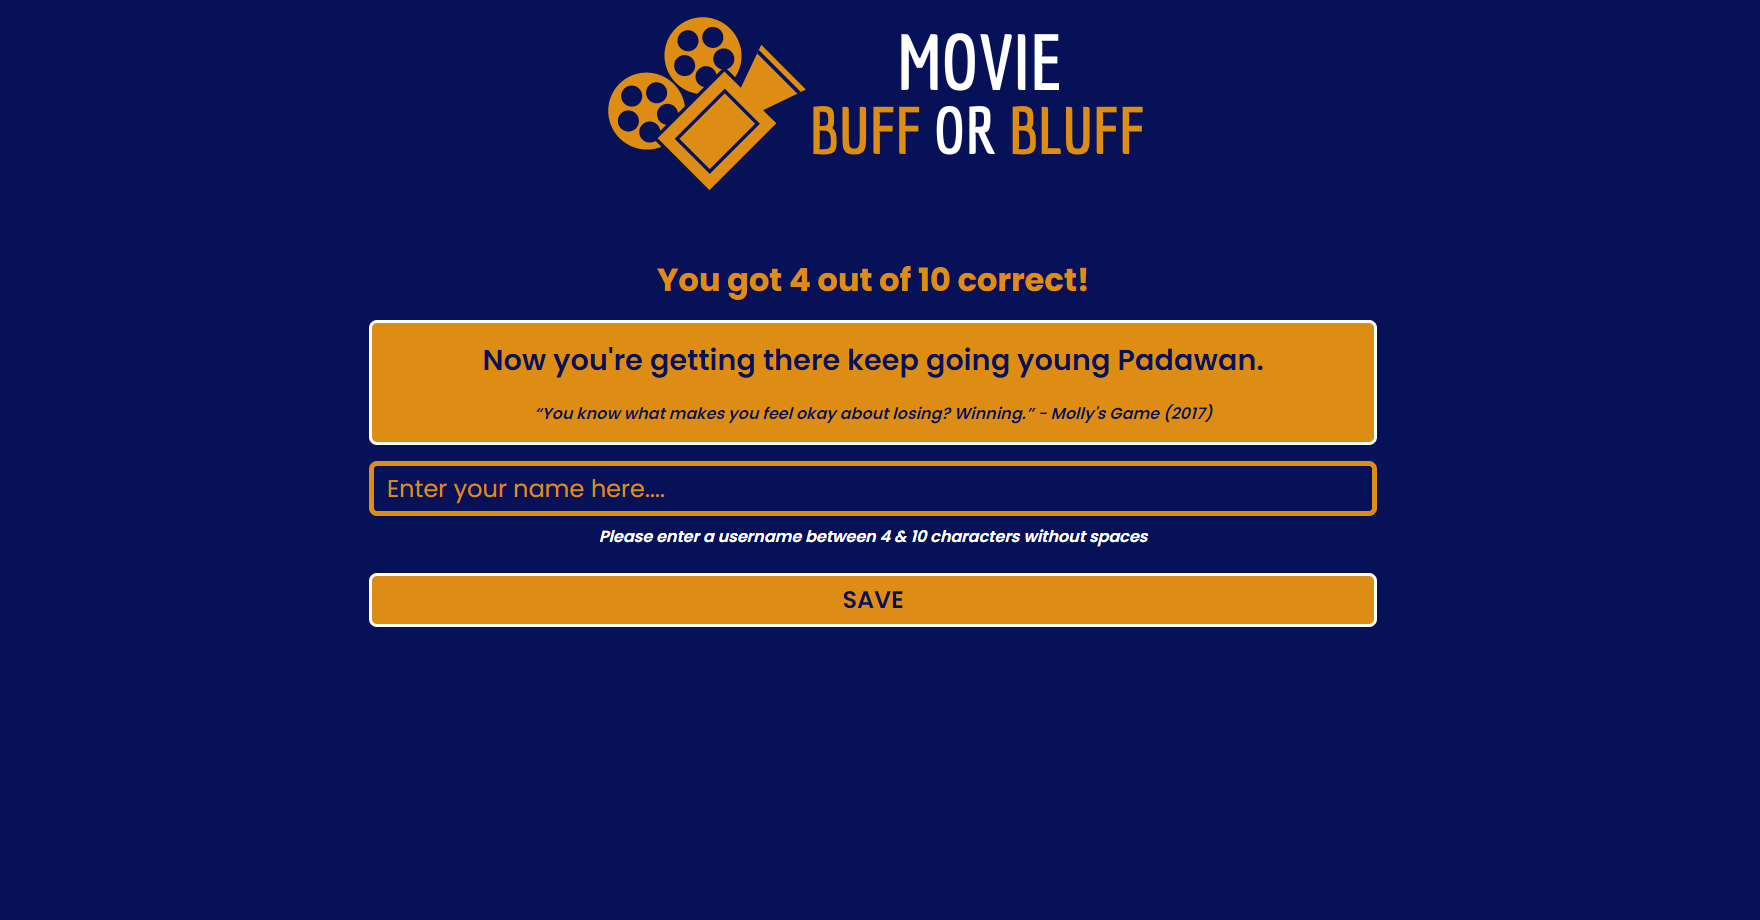 MOVIE
BUFF OR BLUFF
You got 4 out of 10 correct!
Now you're getting there keep going young Padawan.
“You know what makes you feel okay about losing? Winning.” - Molly's Game (2017)
Enter your name here....
Please enter a username between 4 & 10 characters without spaces
SAVE